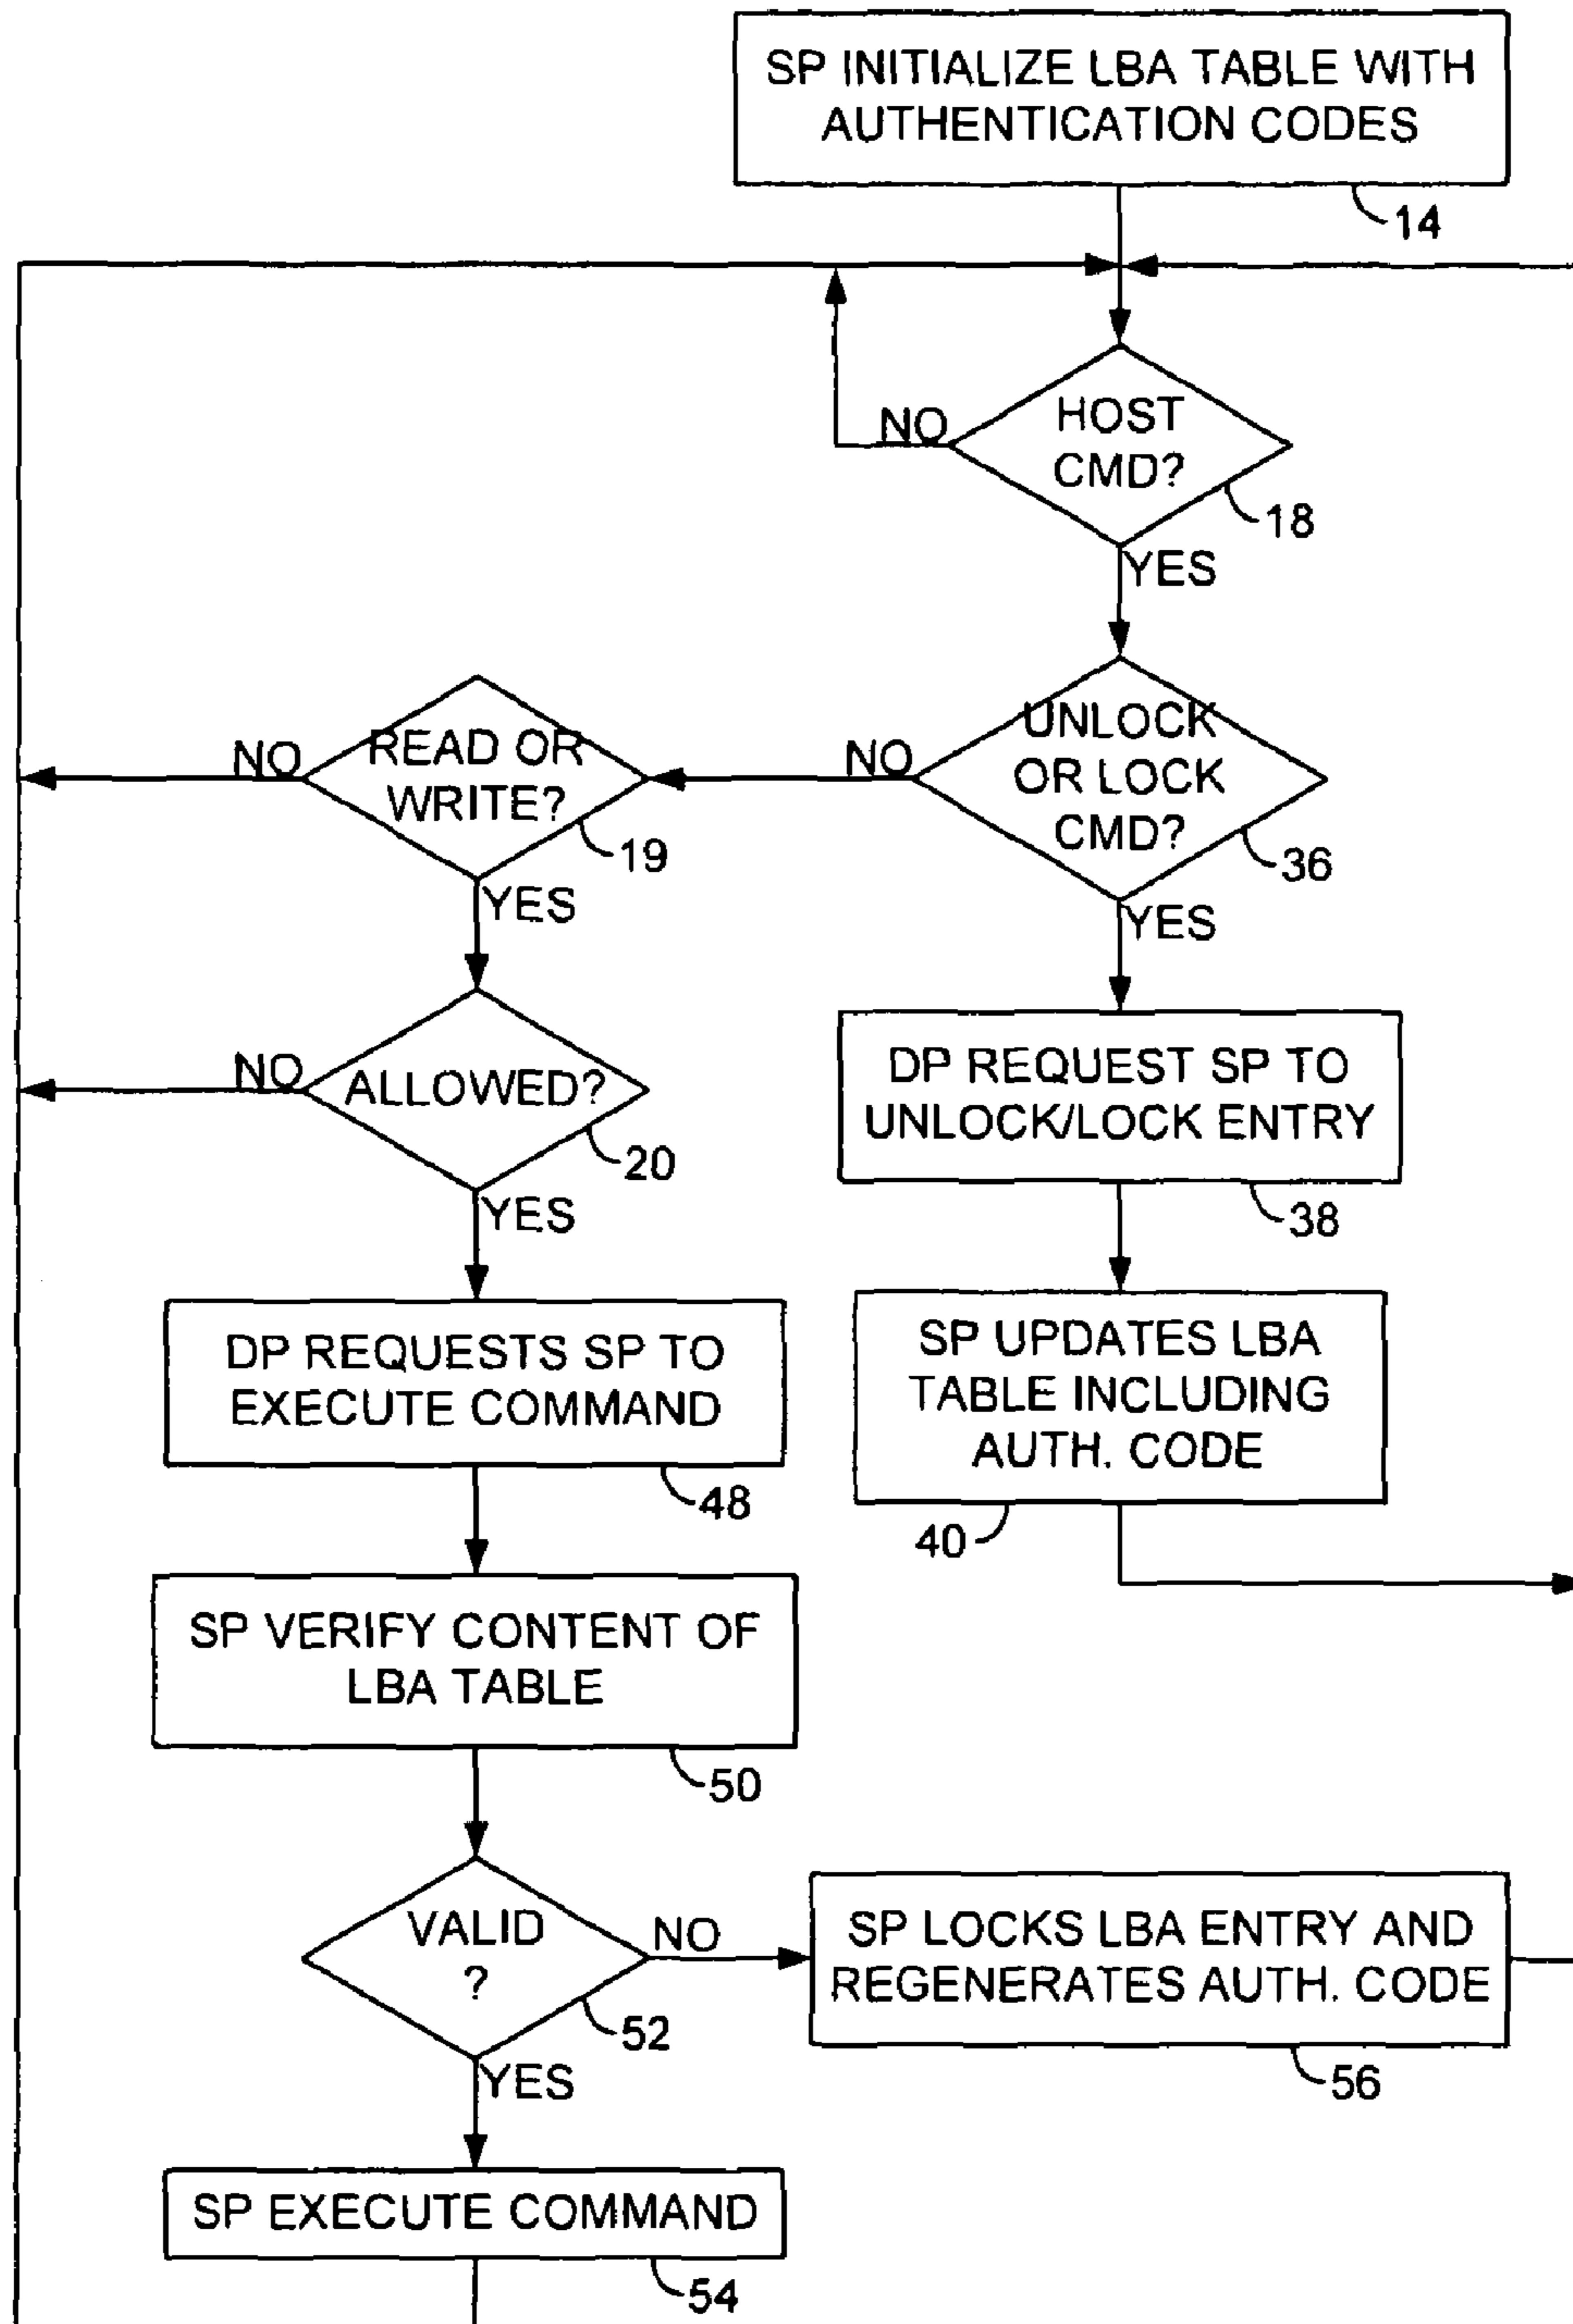 SP INITIALIZE LBA TABLE WITH
AUTHENTICATION CODES
14
NO
HOST
CMD?
18
YES
NO
READ OR
WRITE?
19
YES
NO
UNLOCK
OR LOCK
CMD?
36
YES
NO
ALLOWED?
20
YES
DP REQUEST SP TO
UNLOCK/LOCK ENTRY
38
DP REQUESTS SP TO
EXECUTE COMMAND
48
SP UPDATES LBA
TABLE INCLUDING
AUTH. CODE
40
SP VERIFY CONTENT OF
LBA TABLE
50
VALID
?
52
NO
YES
SP LOCKS LBA ENTRY AND
REGENERATES AUTH. CODE
56
SP EXECUTE COMMAND
54